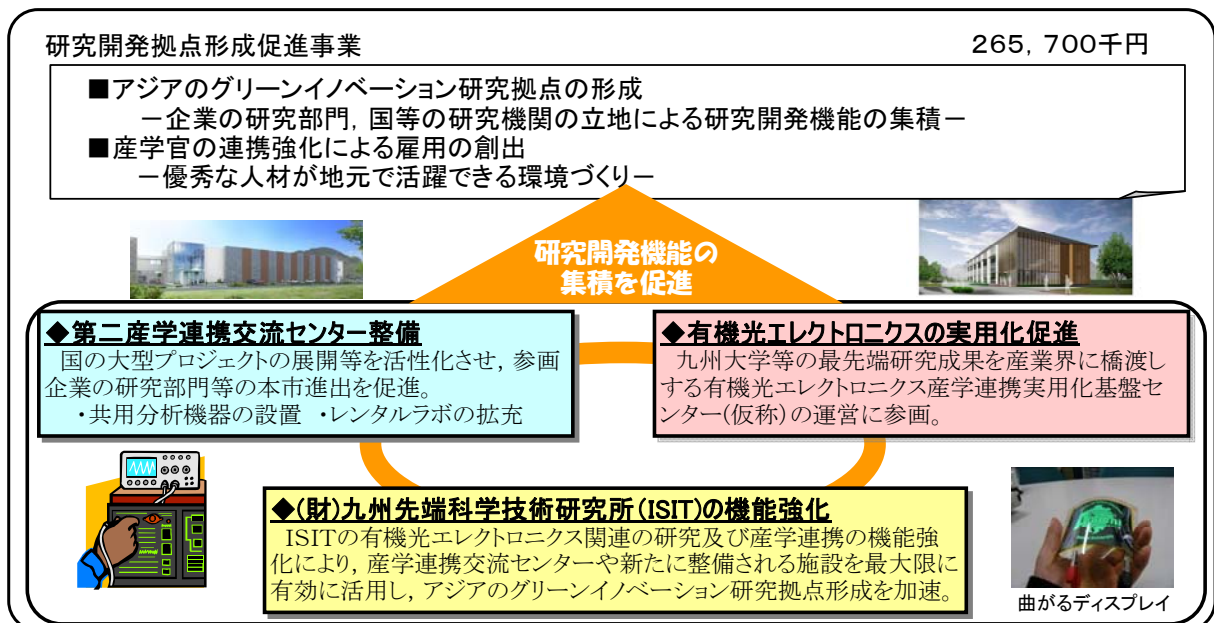 研究開発拠点形成促進事業 265，700千円
■アジアのグリーンイノベーション研究拠点の形成
－企業の研究部門，国等の研究機関の立地による研究開発機能の集積－
■産学官の連携強化による雇用の創出
－優秀な人材が地元で活躍できる環境づくり－
研究開発機能の
集積を促進
◆第二産学連携交流センター整備
国の大型プロジェクトの展開等を活性化させ，参画
企業の研究部門等の本市進出を促進。
・共用分析機器の設置 ・レンタルラボの拡充
◆有機光エレクトロニクスの実用化促進
九州大学等の最先端研究成果を産業界に橋渡し
する有機光エレクトロニクス産学連携実用化基盤セ
ンター(仮称)の運営に参画。
◆(財)九州先端科学技術研究所(ISIT)の機能強化
ISITの有機光エレクトロニクス関連の研究及び産学連携の機能強
化により，産学連携交流センターや新たに整備される施設を最大限に
有効に活用し，アジアのグリーンイノベーション研究拠点形成を加速。
曲がるディスプレイ